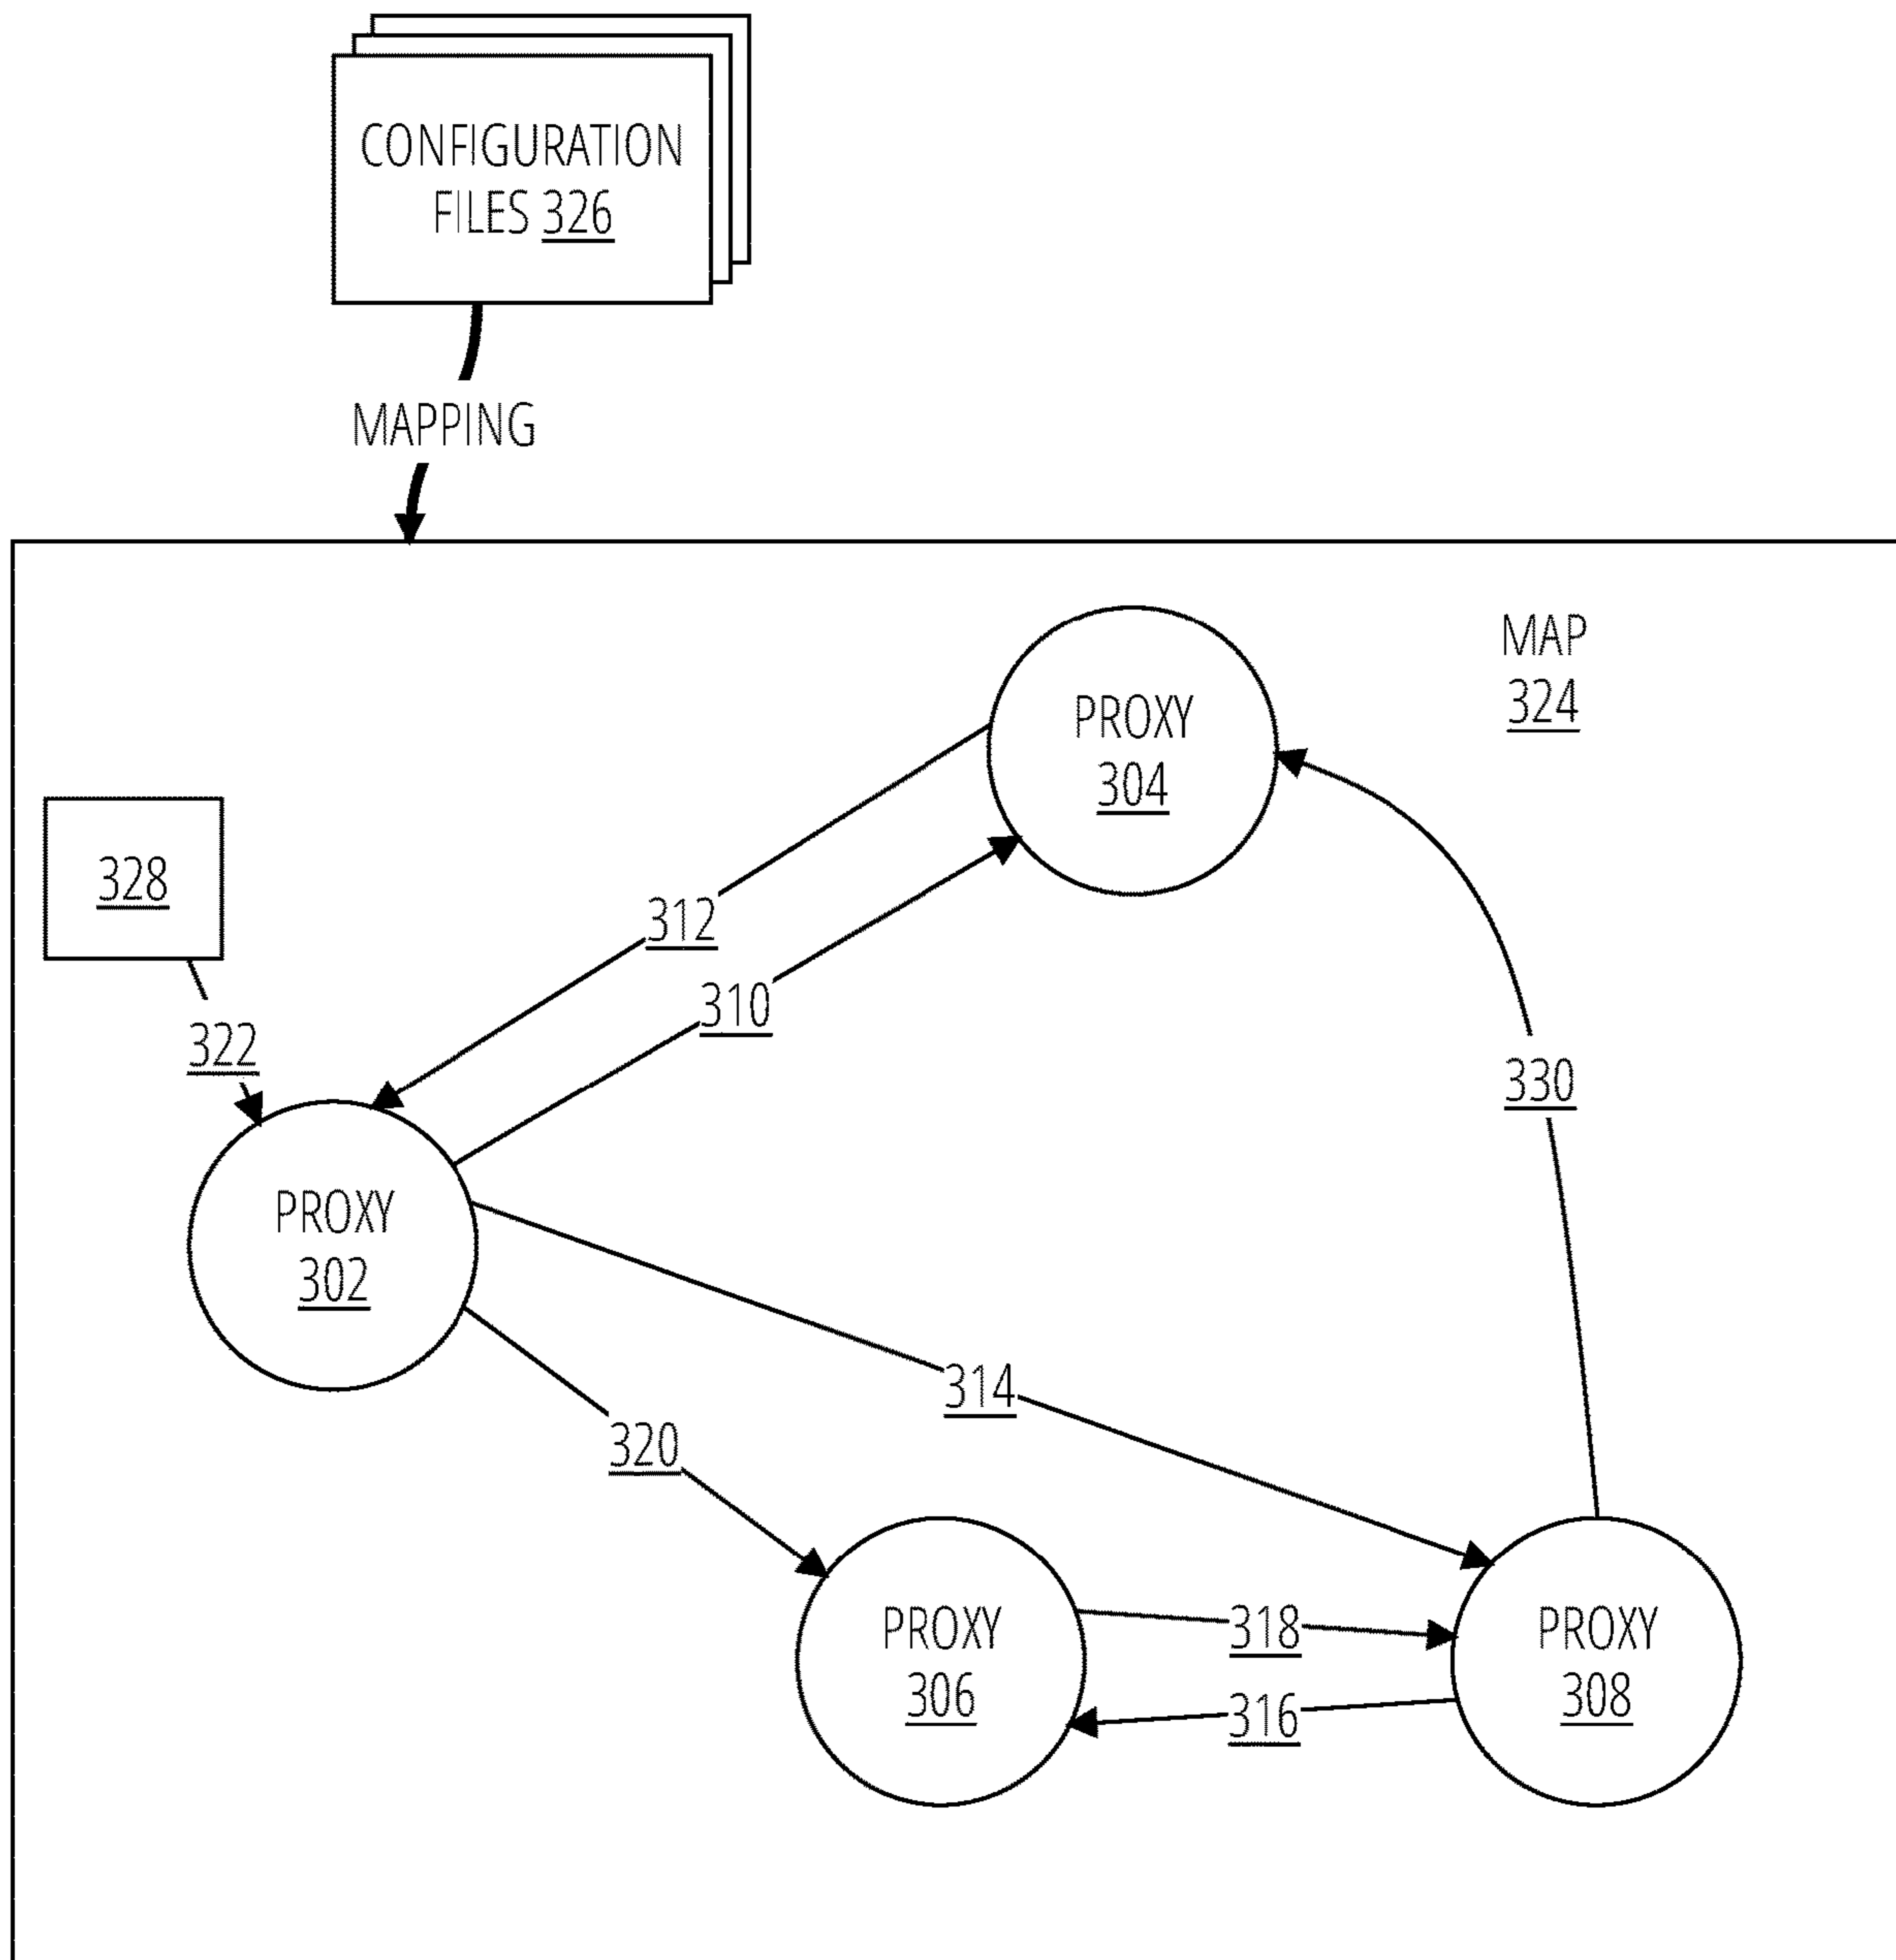 CONFIGURATION
FILES 326
MAPPING
MAP
324
PROXY
304
328
312
310
322
330
PROXY
302
314
320
PROXY
306
318
316
PROXY
308